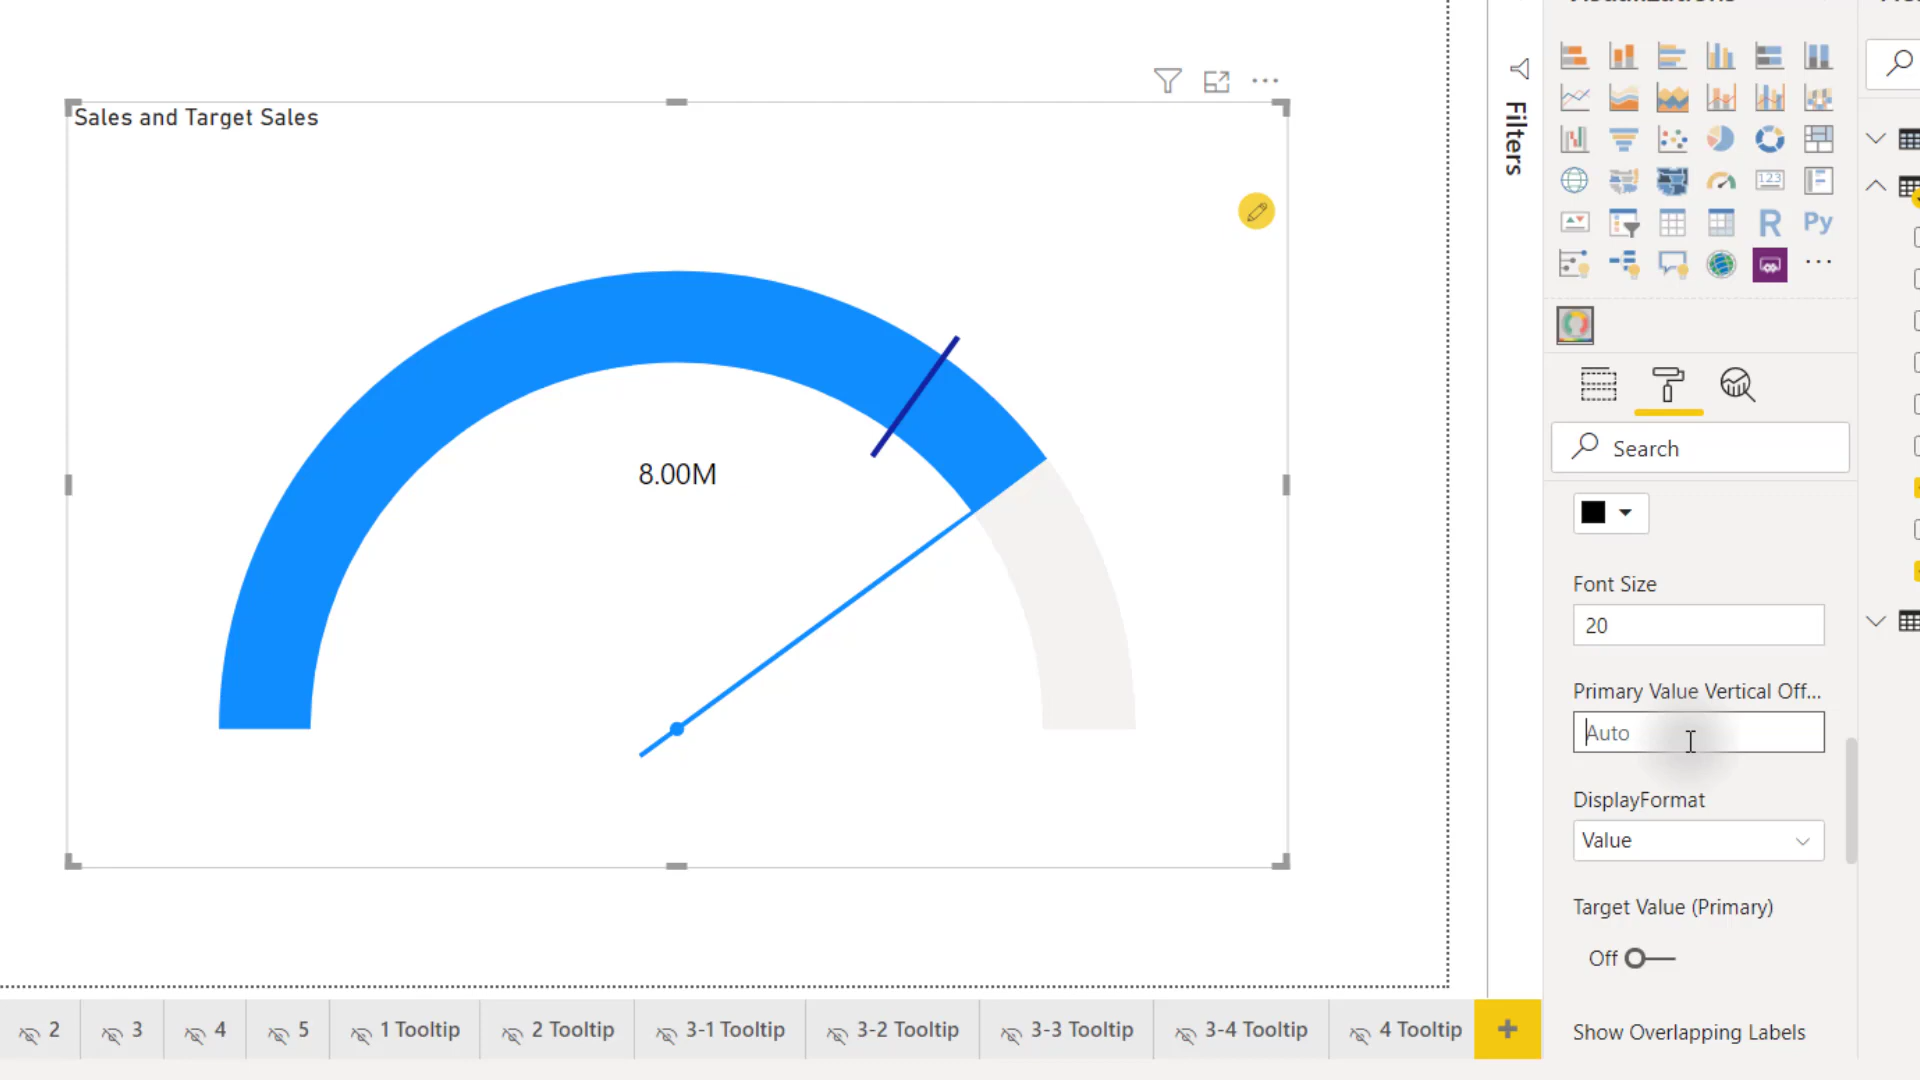 Sales and Target Sales
8.00M
Filters
123
R
Py
Search
Font Size
20
Primary Value Vertical Off...
Auto
DisplayFormat
Value
Target Value (Primary)
Off
Show Overlapping Labels
2
3
4
5
1 Tooltip
2 Tooltip
3-1 Tooltip
3-2 Tooltip
3-3 Tooltip
3-4 Tooltip
4 Tooltip
+